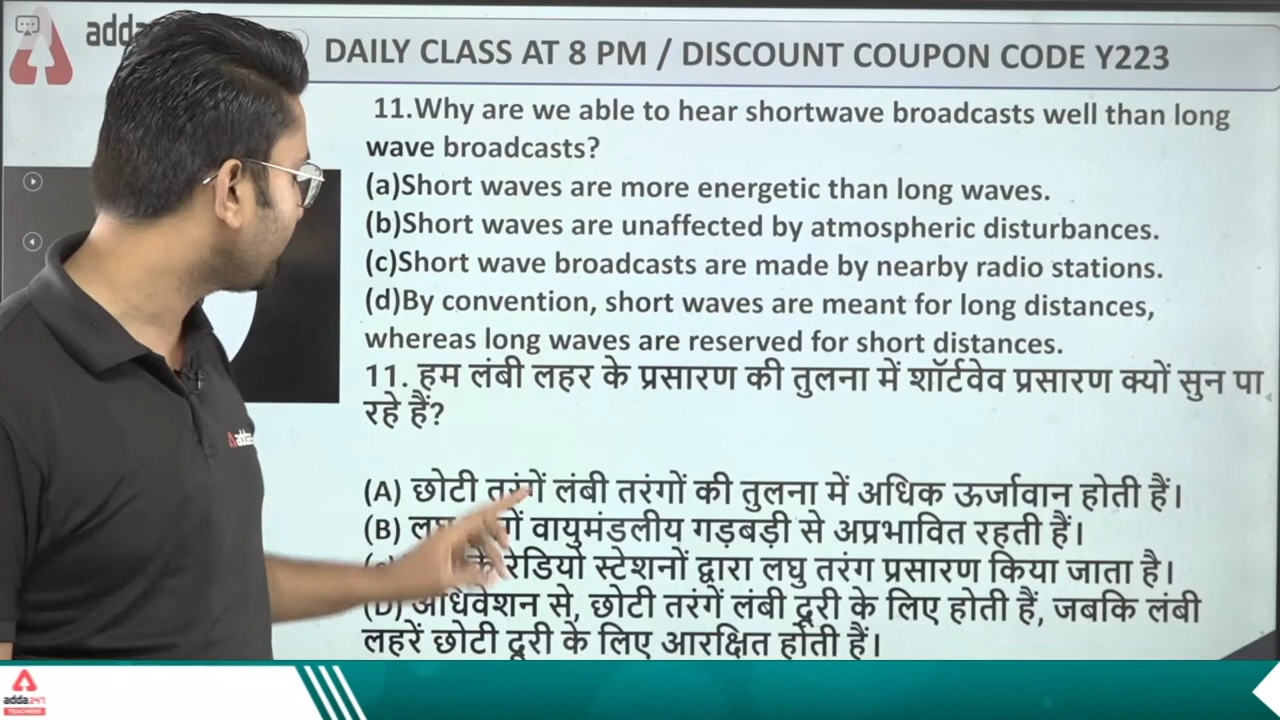 adda
DAILY CLASS AT 8 PM / DISCOUNT COUPON CODE Y223
11.Why are we able to hear shortwave broadcasts well than long
wave broadcasts?
(a)Short waves are more energetic than long waves.
(b)Short waves are unaffected by atmospheric disturbances.
(c)Short wave broadcasts are made by nearby radio stations.
(d)By convention, short waves are meant for long distances,
whereas long waves are reserved for short distances.
11. हम लंबी लहर के प्रसारण की तुलना में शॉर्टवेव प्रसारण क्यों सुन पा
रहे हैं?
(A) छोटी तरंगें लंबी तरंगों की तुलना में अधिक ऊर्जावान होती हैं।
(B) वायुमंडलीय गड़बड़ी से अप्रभावित रहती हैं।
रेडियो स्टेशनों द्वारा लघु तरंग प्रसारण किया जाता है।
(D) अधिवेशन से, छोटी तरंगें लंबी दूरी के लिए होती हैं, जबकि लंबी
लहरें छोटी दूरी के लिए आरक्षित होती हैं।
adda
adda247
TEACHERS